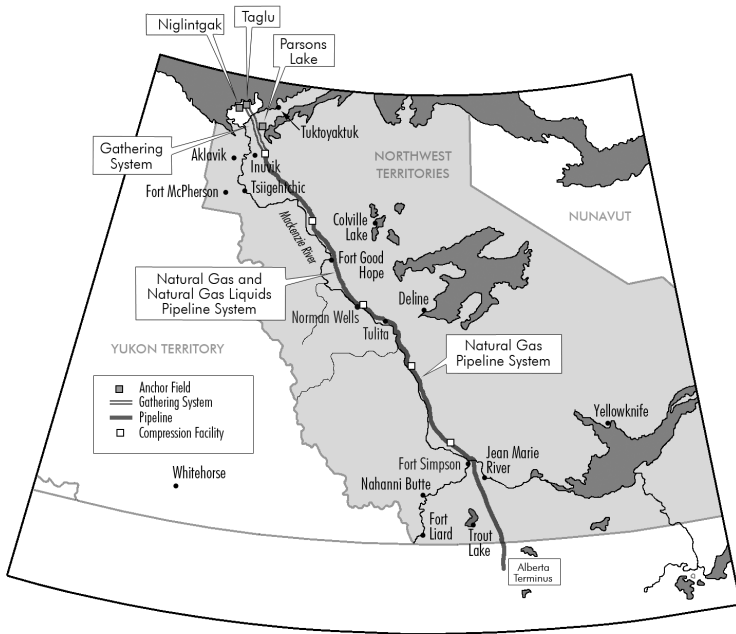 Taglu
Niglintgak
Parsons
Lake
Tuktoyaktuk
Gathering
System
Aklavik
Inuvik
NORTHWEST
TERRITORIES
Fort McPherson
Tsiigehtchic
Mackenzie River
Colville
Lake
NUNAVUT
Fort Good
Hope
Natural Gas and
Natural Gas Liquids
Pipeline System
Deline
Norman Wells
Tulita
YUKON TERRITORY
Natural Gas
Pipeline System
Anchor Field
Gathering System
Pipeline
Compression Facility
Yellowknife
Whitehorse
Fort Simpson
Jean Marie
River
Nahanni Butte
Fort
Liard
Trout
Lake
Alberta
Terminus